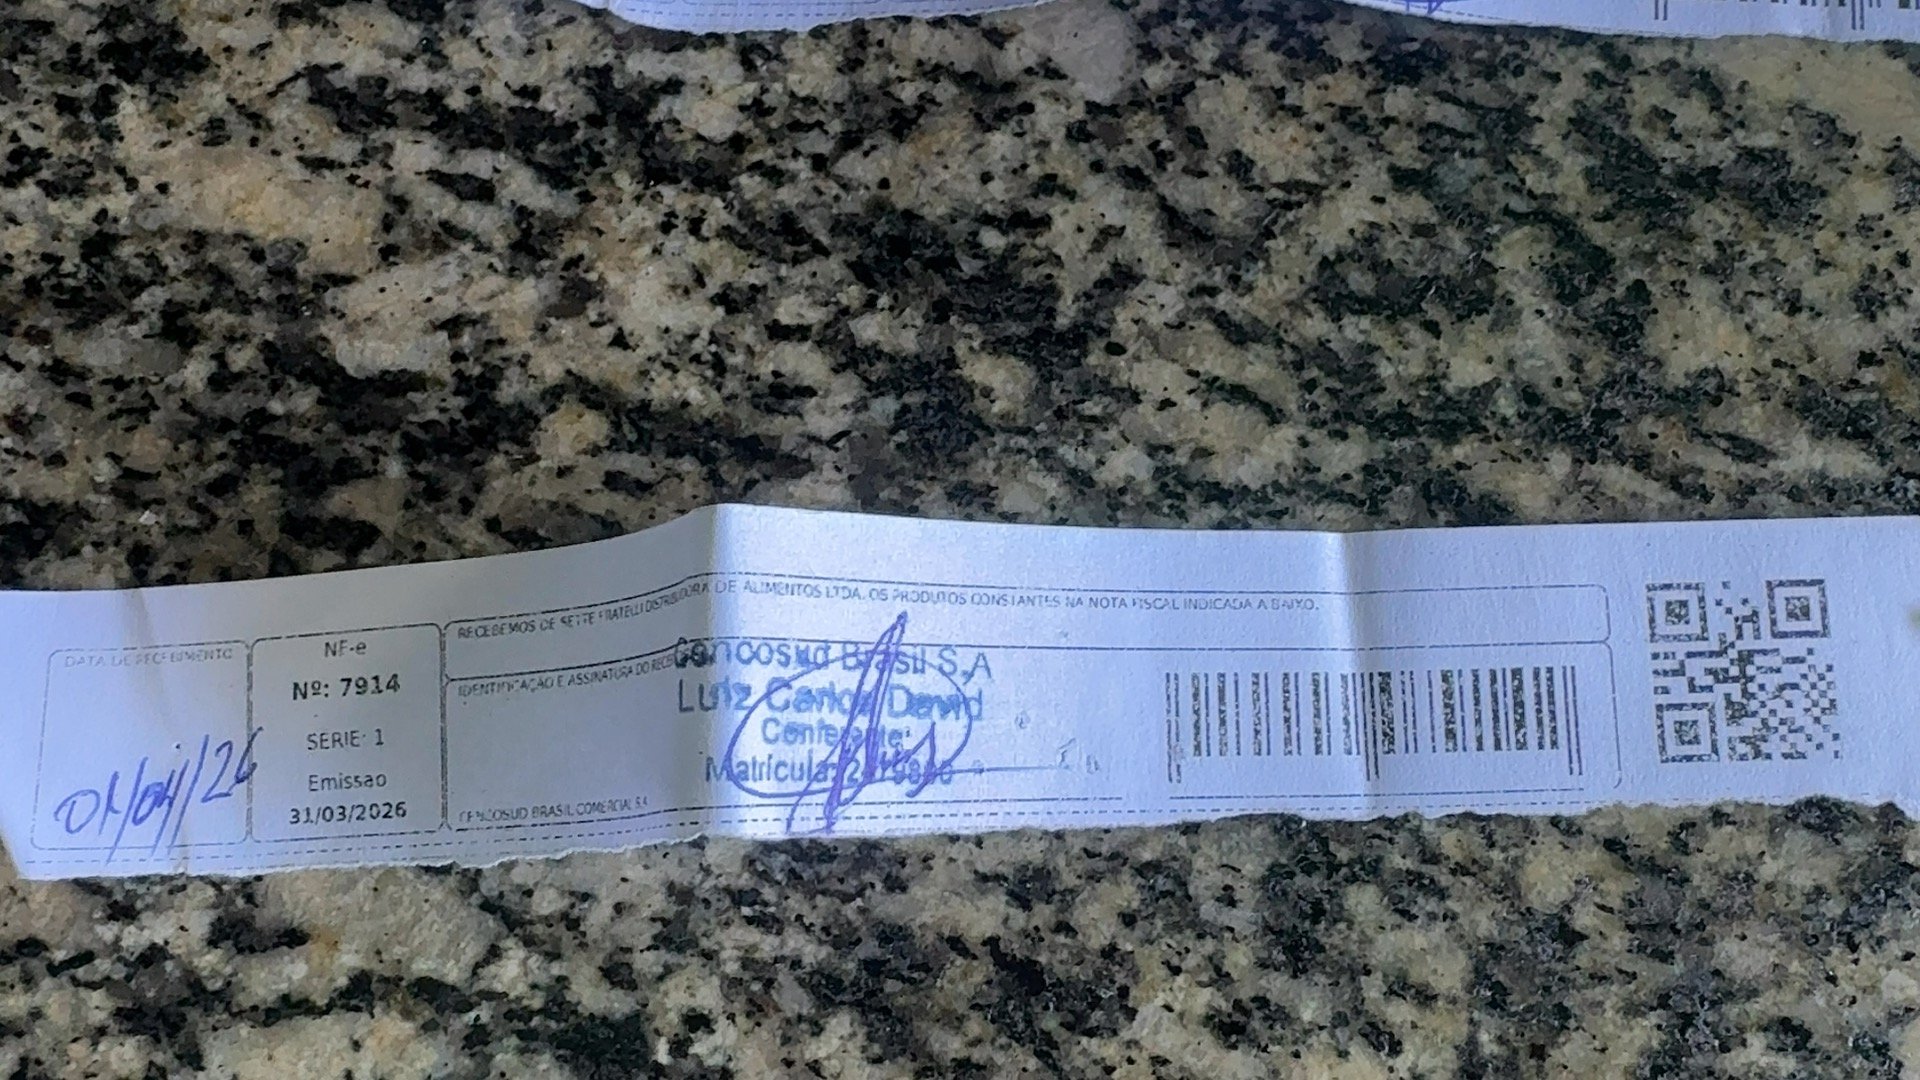 RECEBEMOS DE SETTE FRATELLI DISTRIBUIDORA DE ALIMENTOS LTDA. OS PRODUTOS CONSTANTES NA NOTA FISCAL INDICADA A BAIXO.
DATA DE RECEBIMENTO
01/04/26
NF-e
Nº: 7914
SERIE: 1
Emissao
31/03/2026
IDENTIFICAÇÃO E ASSINATURA DO
Cencosud Brasil S.A
Luiz Carlos David
Conferente
Matrícula:
CENCOSUD BRASIL COMERCIAL S.A.